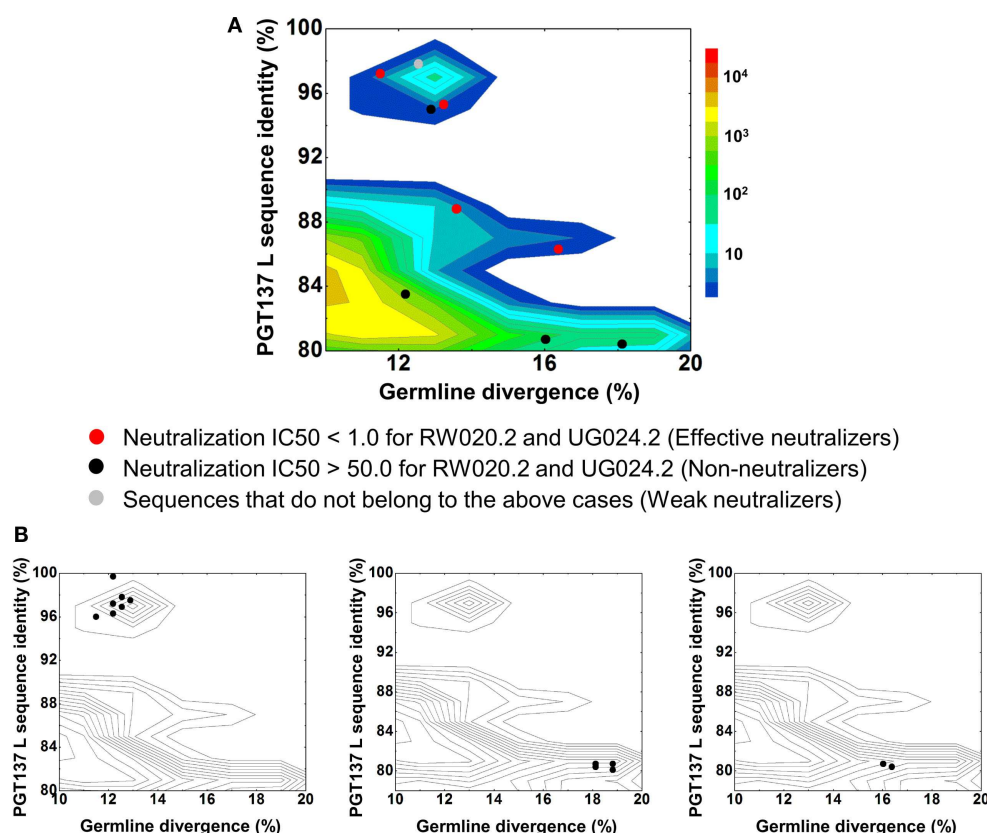 A
PGT137 L sequence identity (%)
100
96
92
88
84
80
12
16
20
Germline divergence (%)
10⁴
10³
10²
10
Neutralization IC50 < 1.0 for RW020.2 and UG024.2 (Effective neutralizers)
Neutralization IC50 > 50.0 for RW020.2 and UG024.2 (Non-neutralizers)
Sequences that do not belong to the above cases (Weak neutralizers)
B
PGT137 L sequence identity (%)
100
96
92
88
84
80
10 12 14 16 18 20
Germline divergence (%)
PGT137 L sequence identity (%)
100
96
92
88
84
80
78
10 12 14 16 18 20
Germline divergence (%)
PGT137 L sequence identity (%)
100
96
92
88
84
80
78
10 12 14 16 18 20
Germline divergence (%)